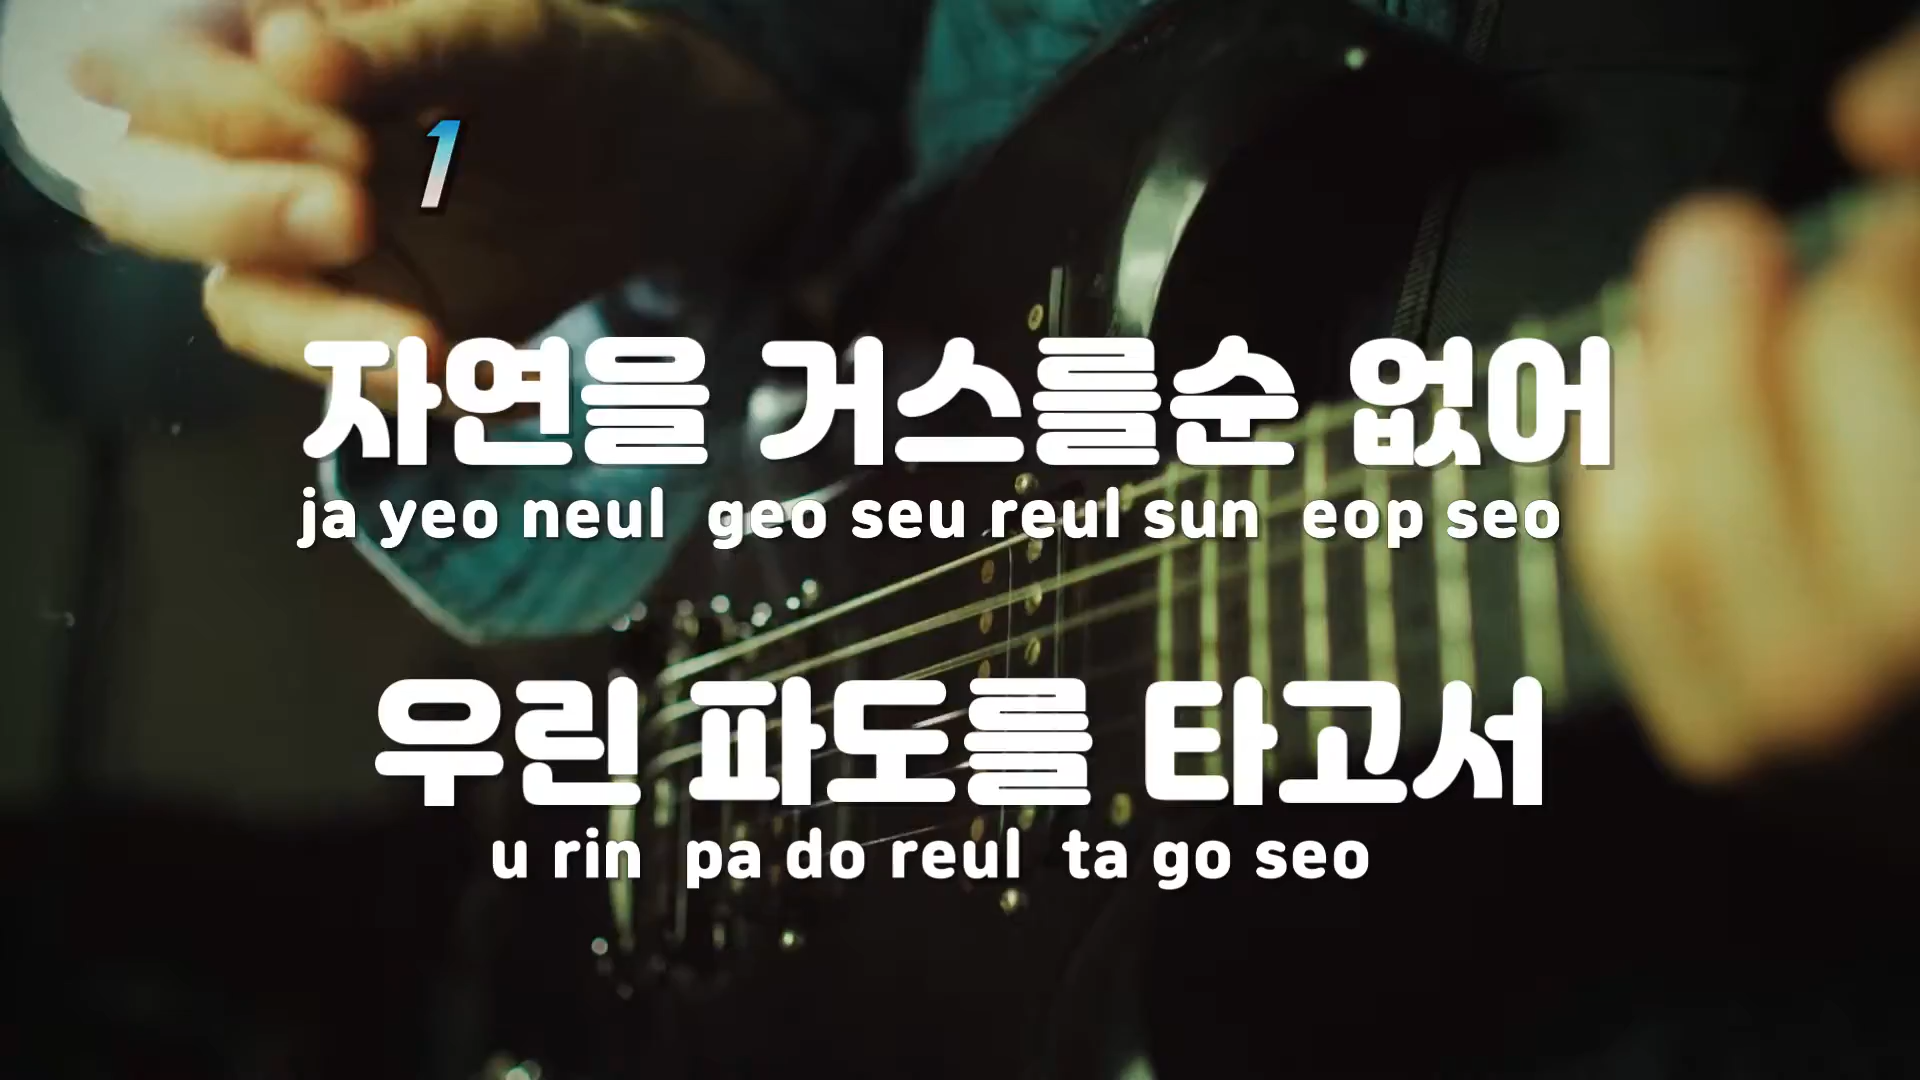 1
자연을 거스를순 없어
ja yeo neul geo seu reul sun eop seo
우린 파도를 타고서
u rin pa do reul ta go seo